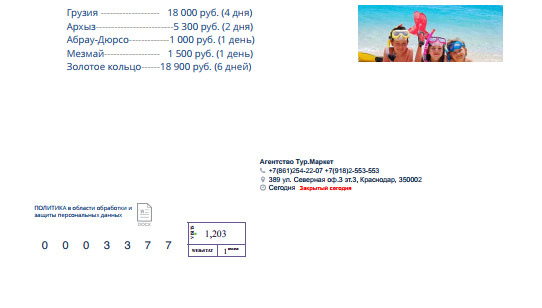 Грузия --------------------- 18 000 руб. (4 дня)
Архыз---------------------------5 300 руб. (2 дня)
Абрау-Дюрсо--------------1 000 руб. (1 день)
Мезмай-------------------- 1 500 руб. (1 день)
Золотое кольцо------18 900 руб. (6 дней)
Агентство Тур.Маркет
+7(861)254-22-07 +7(918)2-553-553
389 ул. Северная оф.3 эт.3, Краснодар, 350002
Сегодня Закрытый сегодня
ПОЛИТИКА в области обработки и
защиты персональных данных
DOCX
0 0 0 3 3 7 7
1,203
WEBSTAT 1